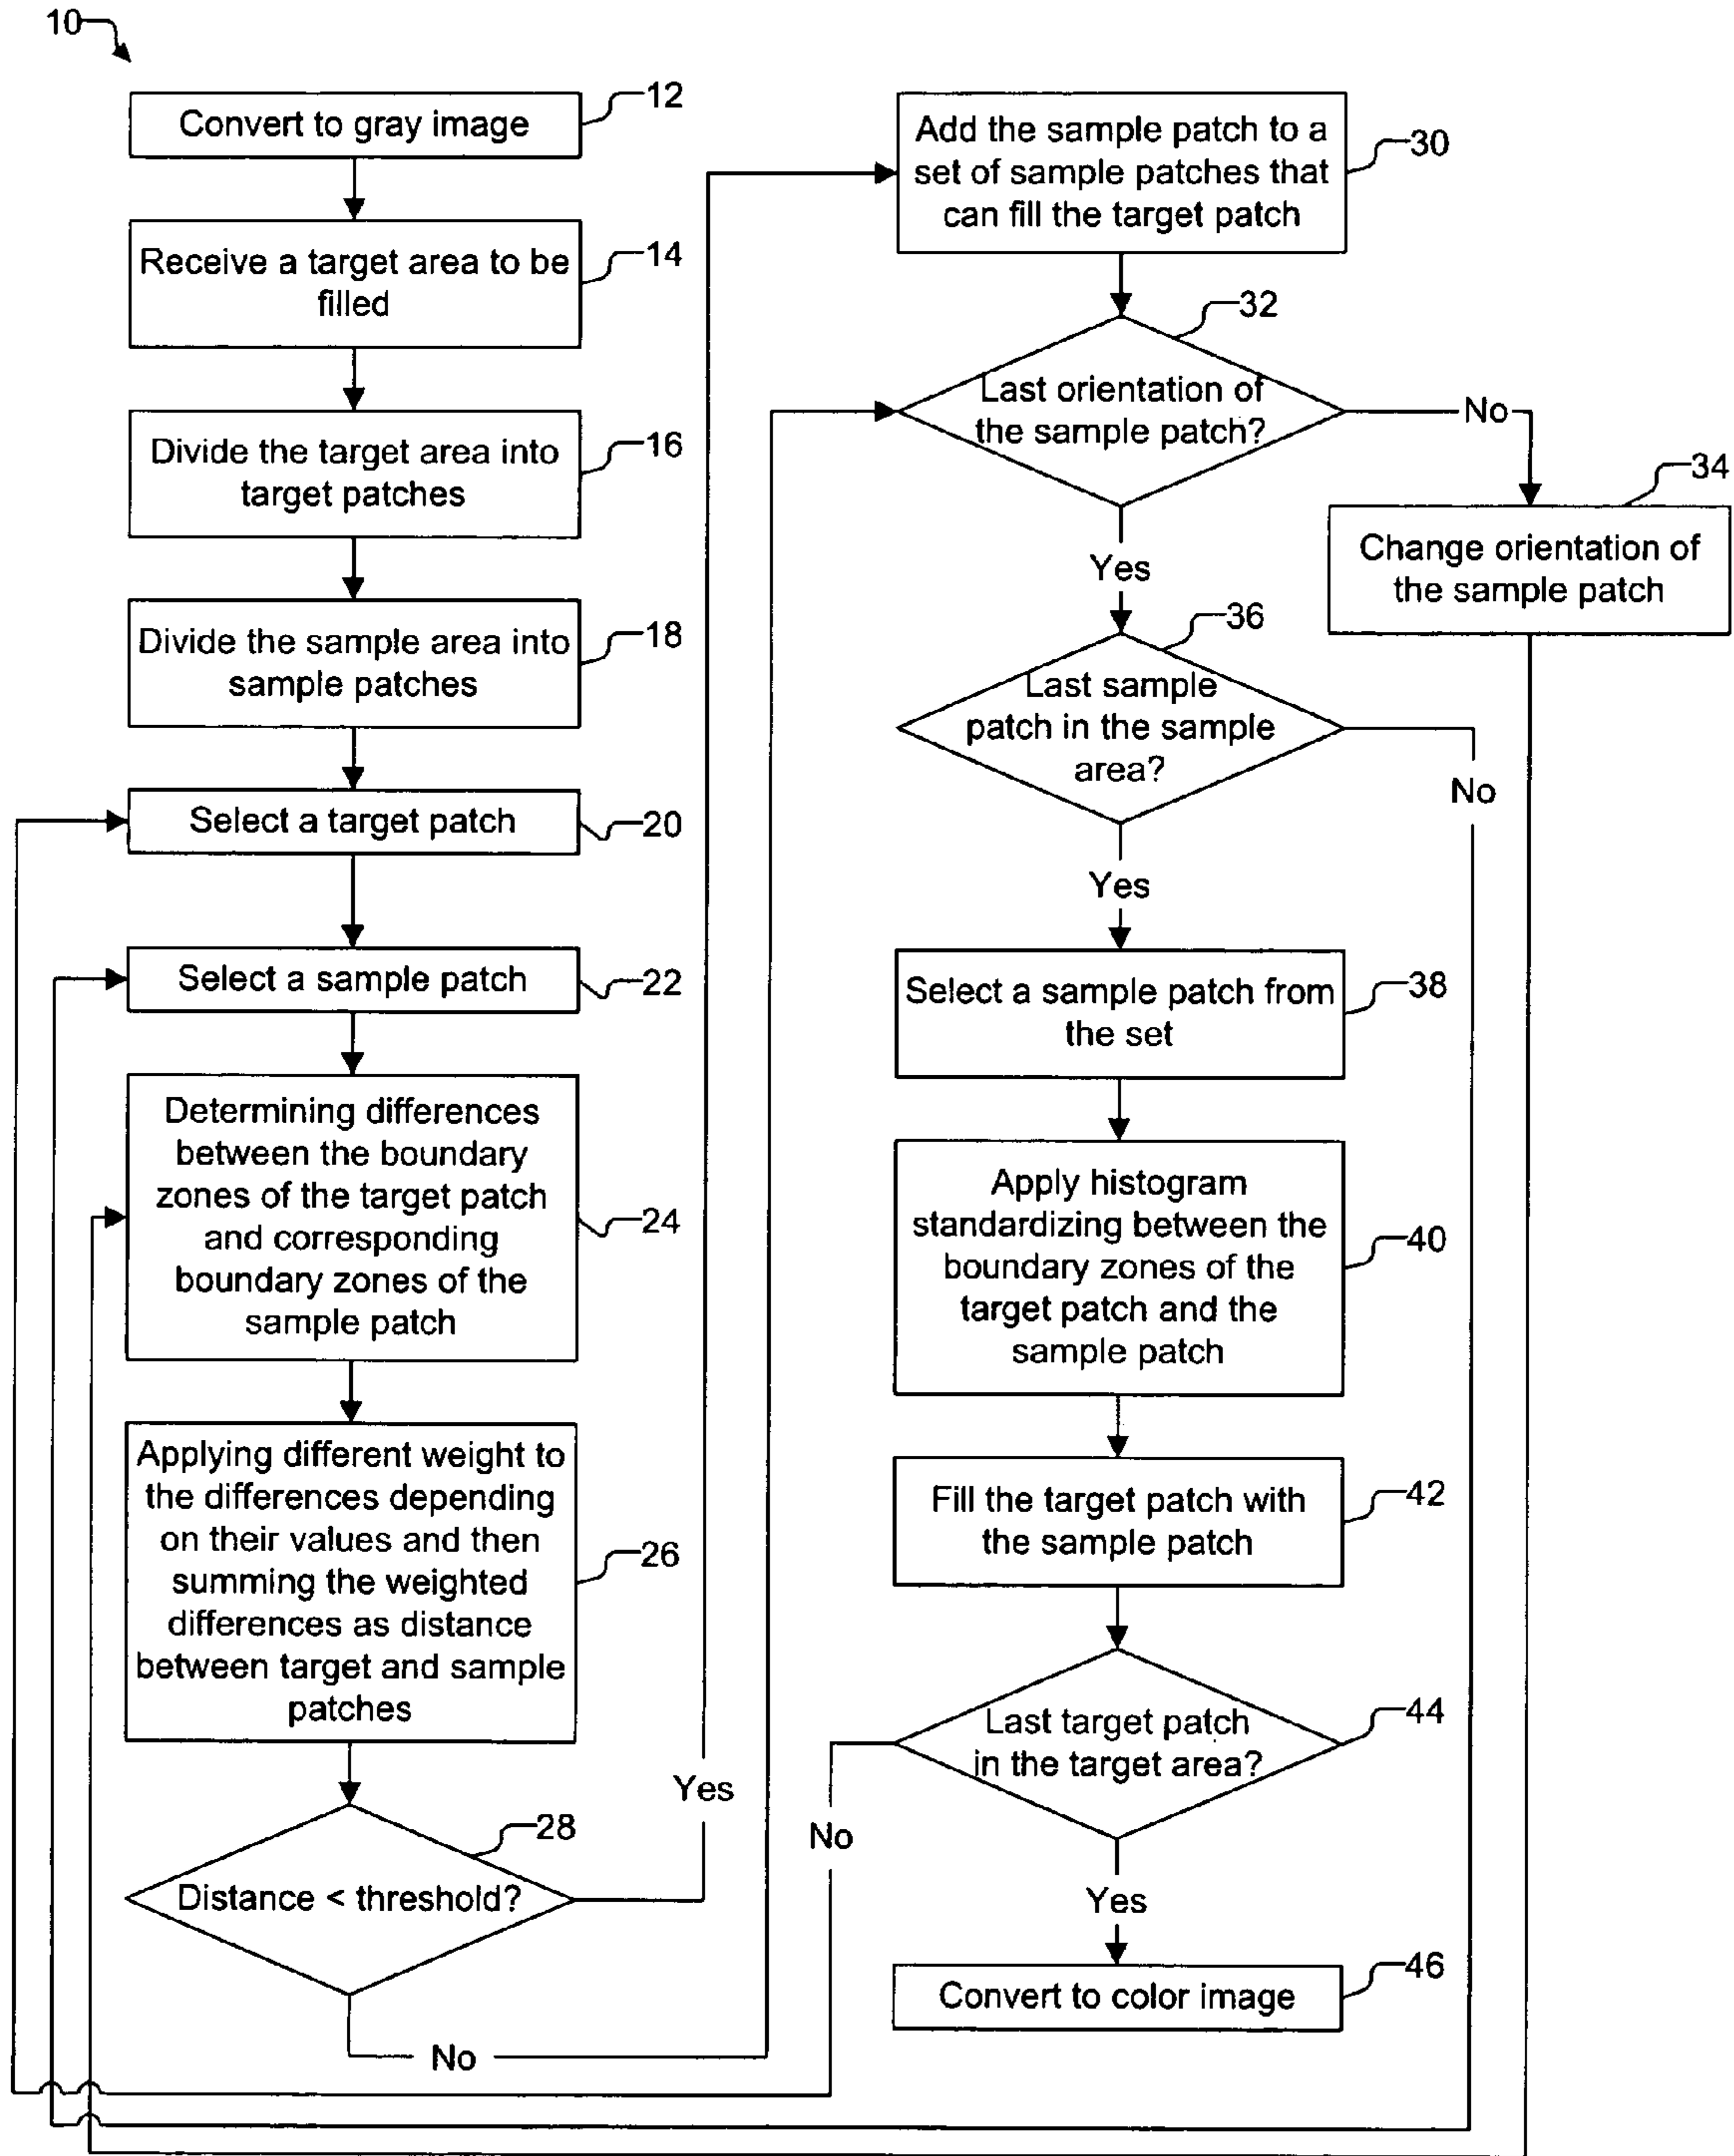 10
Convert to gray image
12
Receive a target area to be
filled
14
Divide the target area into
target patches
16
Divide the sample area into
sample patches
18
Select a target patch
20
Select a sample patch
22
Determining differences
between the boundary
zones of the target patch
and corresponding
boundary zones of the
sample patch
24
Applying different weight to
the differences depending
on their values and then
summing the weighted
differences as distance
between target and sample
patches
26
28
Distance < threshold?
Yes
No
Add the sample patch to a
set of sample patches that
can fill the target patch
30
32
Last orientation of
the sample patch?
No
Yes
34
Change orientation of
the sample patch
36
Last sample
patch in the sample
area?
No
Yes
Select a sample patch from
the set
38
Apply histogram
standardizing between the
boundary zones of the
target patch and the
sample patch
40
Fill the target patch with
the sample patch
42
Last target patch
in the target area?
44
No
Yes
Convert to color image
46